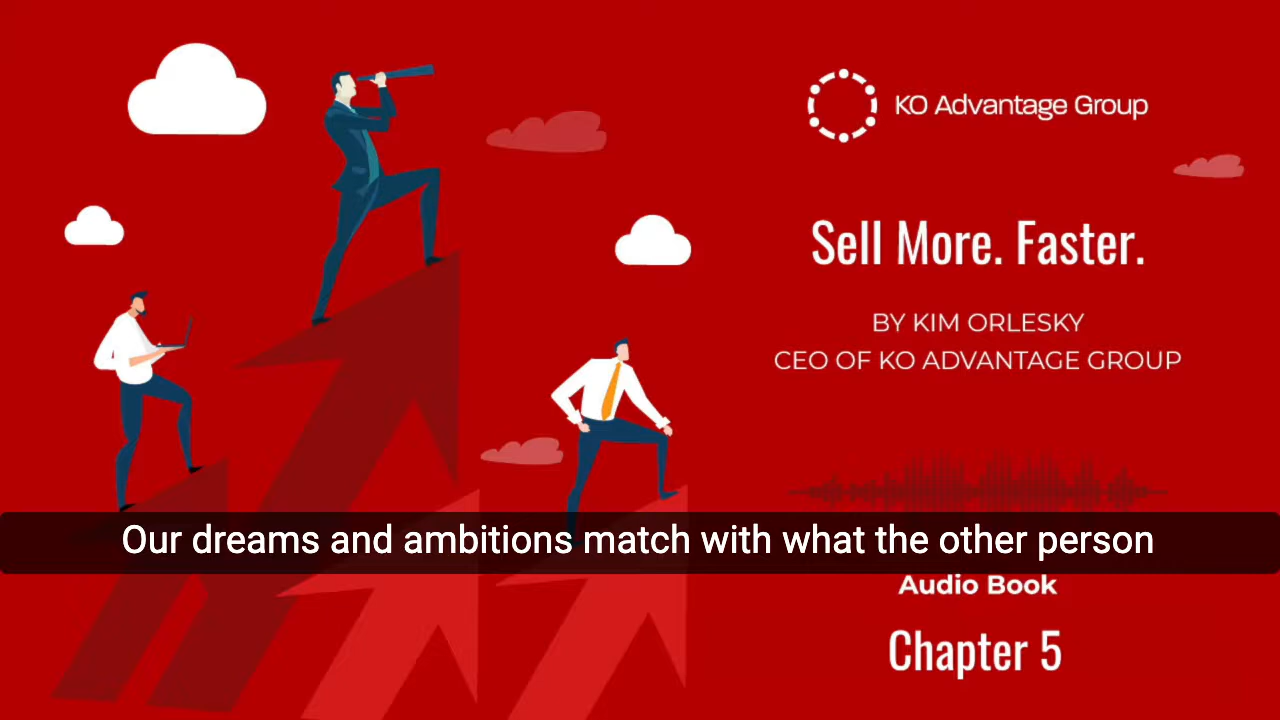 KO Advantage Group
Sell More. Faster.
BY KIM ORLESKY
CEO OF KO ADVANTAGE GROUP
Our dreams and ambitions match with what the other person
Audio Book
Chapter 5